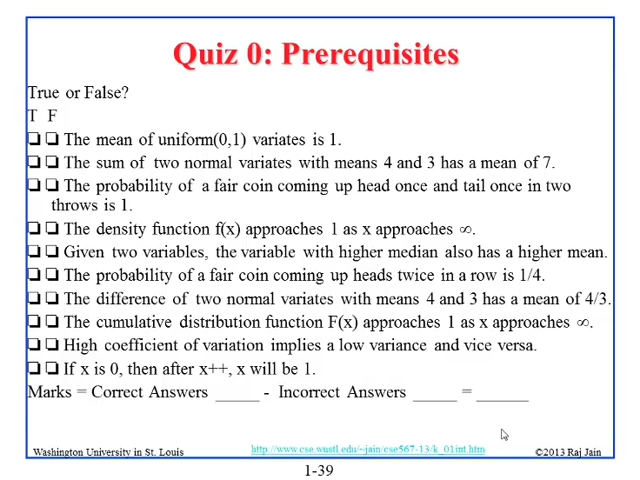 Quiz 0: Prerequisites
True or False?
T F
❏ ❏ The mean of uniform(0,1) variates is 1.
❏ ❏ The sum of two normal variates with means 4 and 3 has a mean of 7.
❏ ❏ The probability of a fair coin coming up head once and tail once in two
throws is 1.
❏ ❏ The density function f(x) approaches 1 as x approaches ∞.
❏ ❏ Given two variables, the variable with higher median also has a higher mean.
❏ ❏ The probability of a fair coin coming up heads twice in a row is 1/4.
❏ ❏ The difference of two normal variates with means 4 and 3 has a mean of 4/3.
❏ ❏ The cumulative distribution function F(x) approaches 1 as x approaches ∞.
❏ ❏ High coefficient of variation implies a low variance and vice versa.
❏ ❏ If x is 0, then after x++, x will be 1.
Marks = Correct Answers _____ - Incorrect Answers _____ = ______
Washington University in St. Louis http://www.cse.wustl.edu/~jain/cse567-13/k_01int.htm ©2013 Raj Jain
1-39